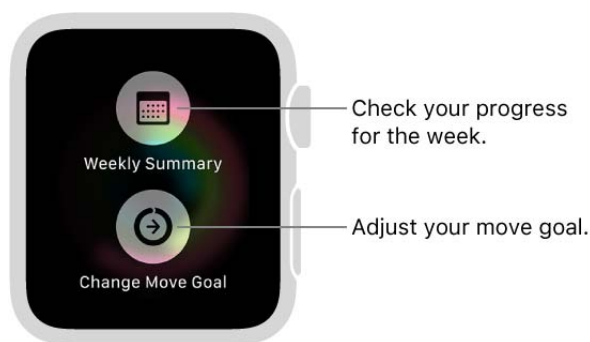 Weekly Summary
Change Move Goal
Check your progress
for the week.
Adjust your move goal.